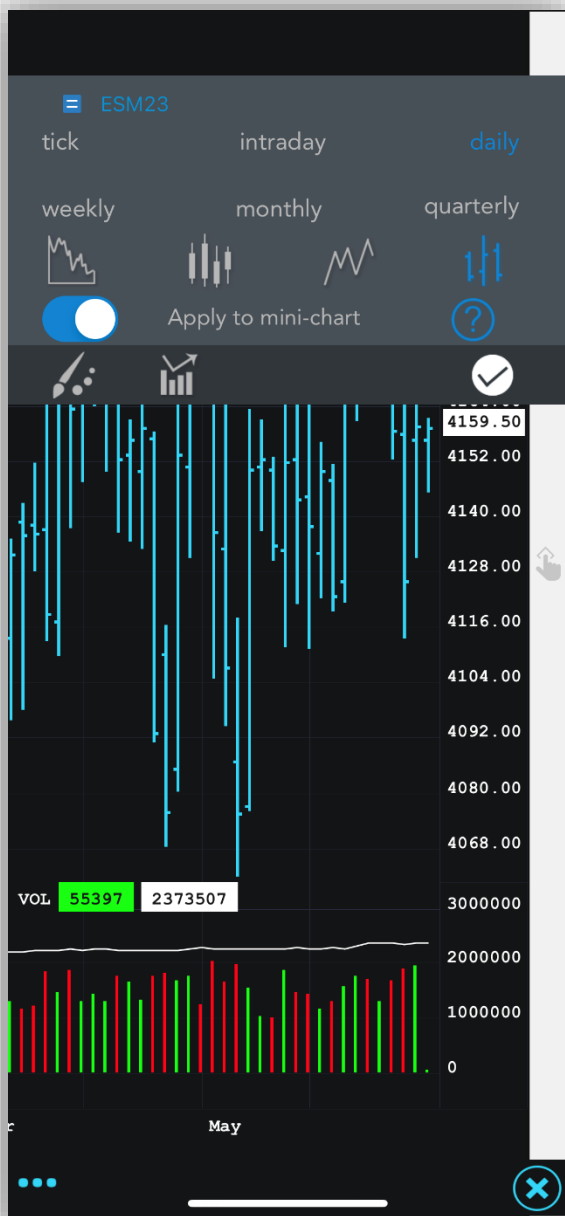 ESM23
tick intraday daily
weekly monthly quarterly
Apply to mini-chart ?
4159.50
4152.00
4140.00
4128.00
4116.00
4104.00
4092.00
4080.00
4068.00
VOL 55397 2373507
3000000
2000000
1000000
0
May